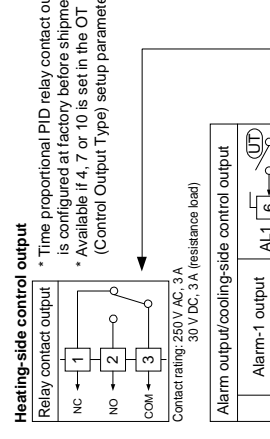 Heating-side control output
Relay contact output
* Time proportional PID relay contact ou
is configured at factory before shipme
* Available if 4, 7 or 10 is set in the OT
(Control Output Type) setup paramete
NC
1
NO
2
COM
3
Contact rating: 250 V AC, 3 A
30 V DC, 3 A (resistance load)
Alarm output/cooling-side control output
Alarm-1 output
AL1
6
UT